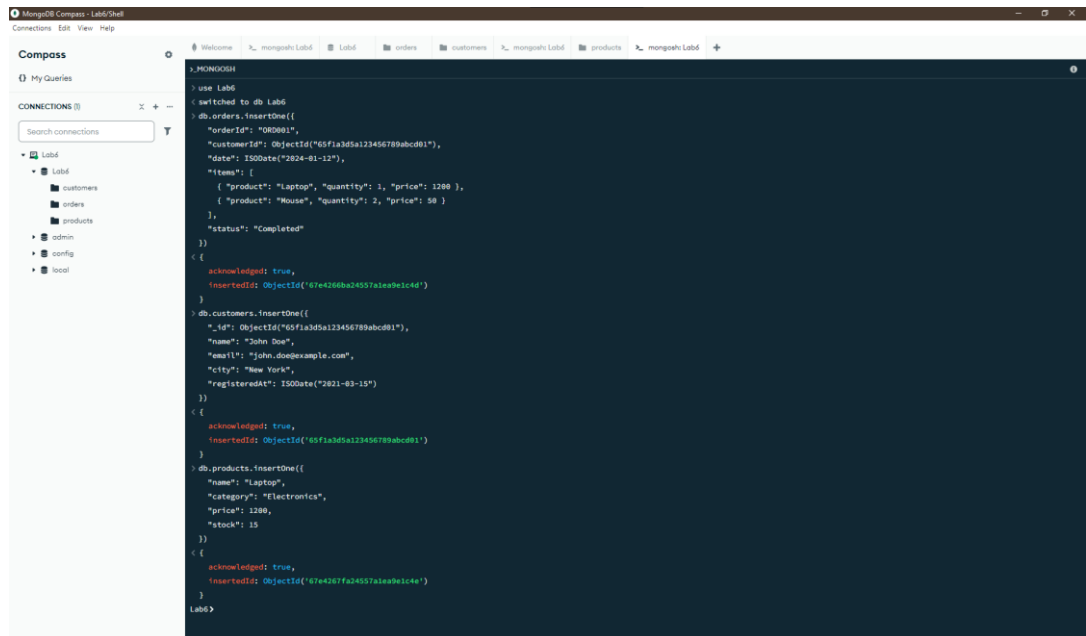 MongoDB Compass - Lab6/Shell
Connections Edit View Help
Compass
{} My Queries
CONNECTIONS (1)
Search connections
Lab6
Lab6
customers
orders
products
admin
config
local
Welcome >_ mongosh: Lab6 Lab6 orders customers >_ mongosh: Lab6 products >_ mongosh: Lab6 +
>_MONGOSH
> use Lab6
< switched to db Lab6
> db.orders.insertOne({
"orderId": "ORD001",
"customerId": ObjectId("65f1a3d5a123456789abcd01"),
"date": ISODate("2024-01-12"),
"items": [
{ "product": "Laptop", "quantity": 1, "price": 1200 },
{ "product": "Mouse", "quantity": 2, "price": 50 }
],
"status": "Completed"
})
< {
acknowledged: true,
insertedId: ObjectId('67e4266ba24557a1ea9e1c4d')
}
> db.customers.insertOne({
"_id": ObjectId("65f1a3d5a123456789abcd01"),
"name": "John Doe",
"email": "john.doe@example.com",
"city": "New York",
"registeredAt": ISODate("2021-03-15")
})
< {
acknowledged: true,
insertedId: ObjectId('65f1a3d5a123456789abcd01')
}
> db.products.insertOne({
"name": "Laptop",
"category": "Electronics",
"price": 1200,
"stock": 15
})
< {
acknowledged: true,
insertedId: ObjectId('67e4267fa24557a1ea9e1c4e')
}
Lab6>